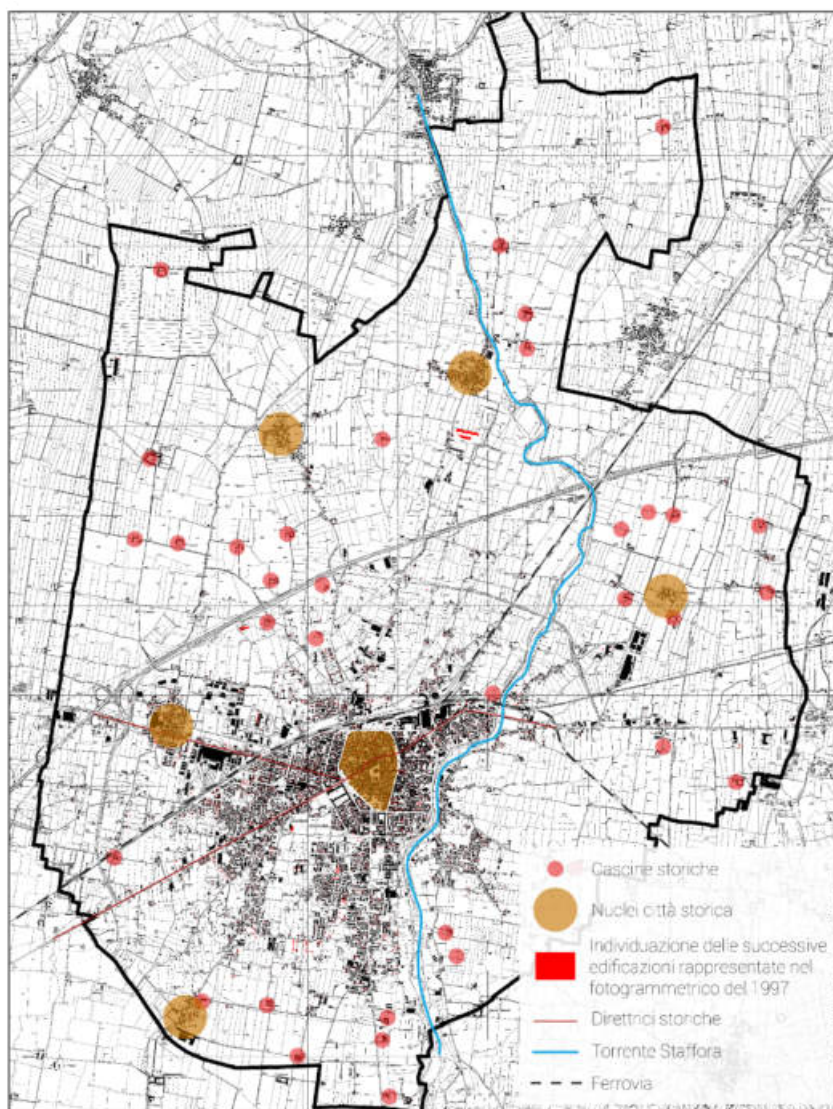 Cascine storiche
Nuclei città storica
Individuazione delle successive
edificazioni rappresentate nel
fotogrammetrico del 1997
Direttrici storiche
Torrente Staffora
Ferrovia